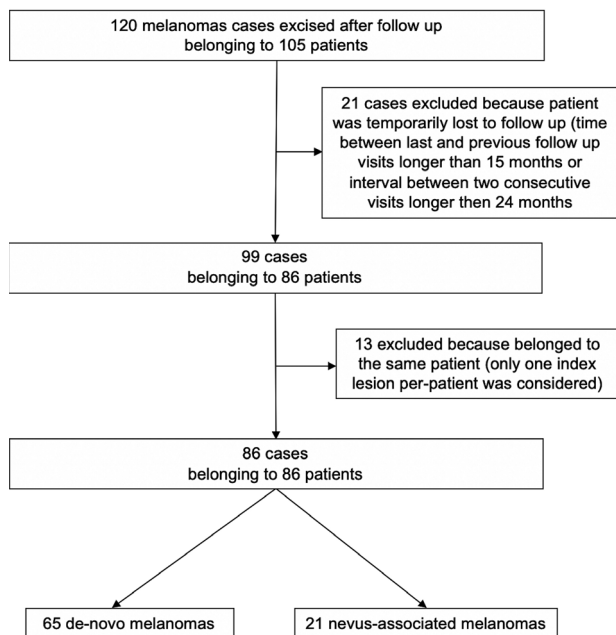 120 melanomas cases excised after follow up
belonging to 105 patients
21 cases excluded because patient
was temporarily lost to follow up (time
between last and previous follow up
visits longer than 15 months or
interval between two consecutive
visits longer then 24 months
99 cases
belonging to 86 patients
13 excluded because belonged to
the same patient (only one index
lesion per-patient was considered)
86 cases
belonging to 86 patients
65 de-novo melanomas
21 nevus-associated melanomas